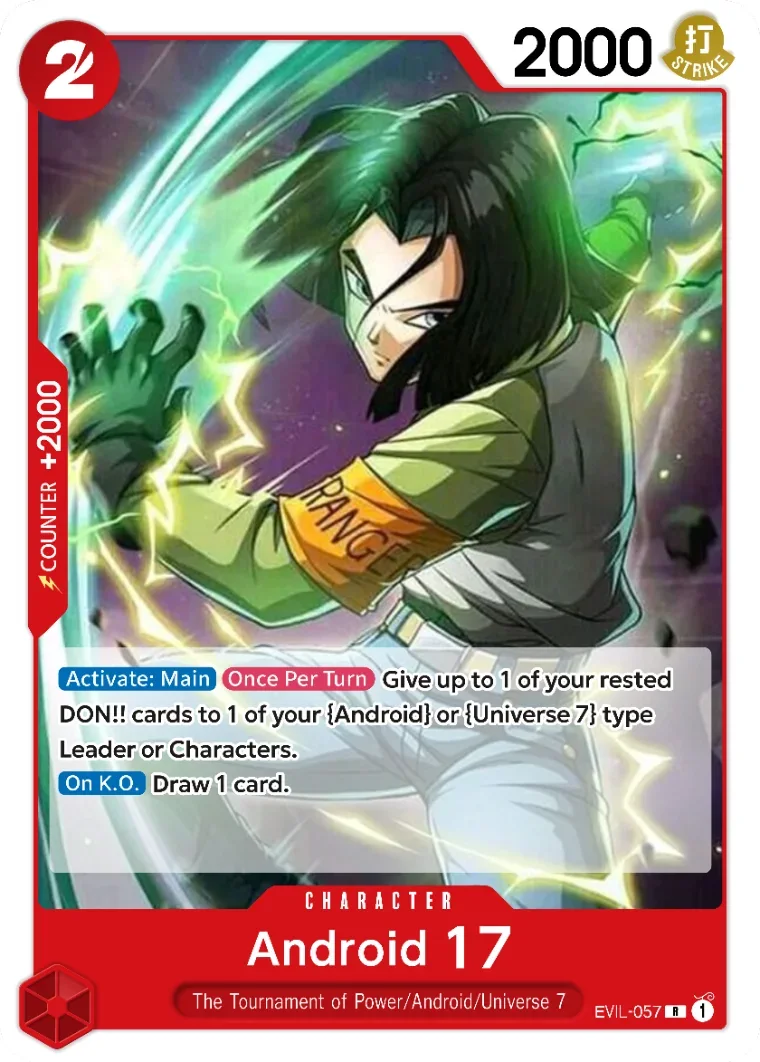 2
2000
打
STRIKE
COUNTER +2000
RANGER
Activate: Main Once Per Turn Give up to 1 of your rested
DON!! cards to 1 of your {Android} or {Universe 7} type
Leader or Characters.
On K.O. Draw 1 card.
CHARACTER
Android 17
The Tournament of Power/Android/Universe 7
EVIL-057 R 1